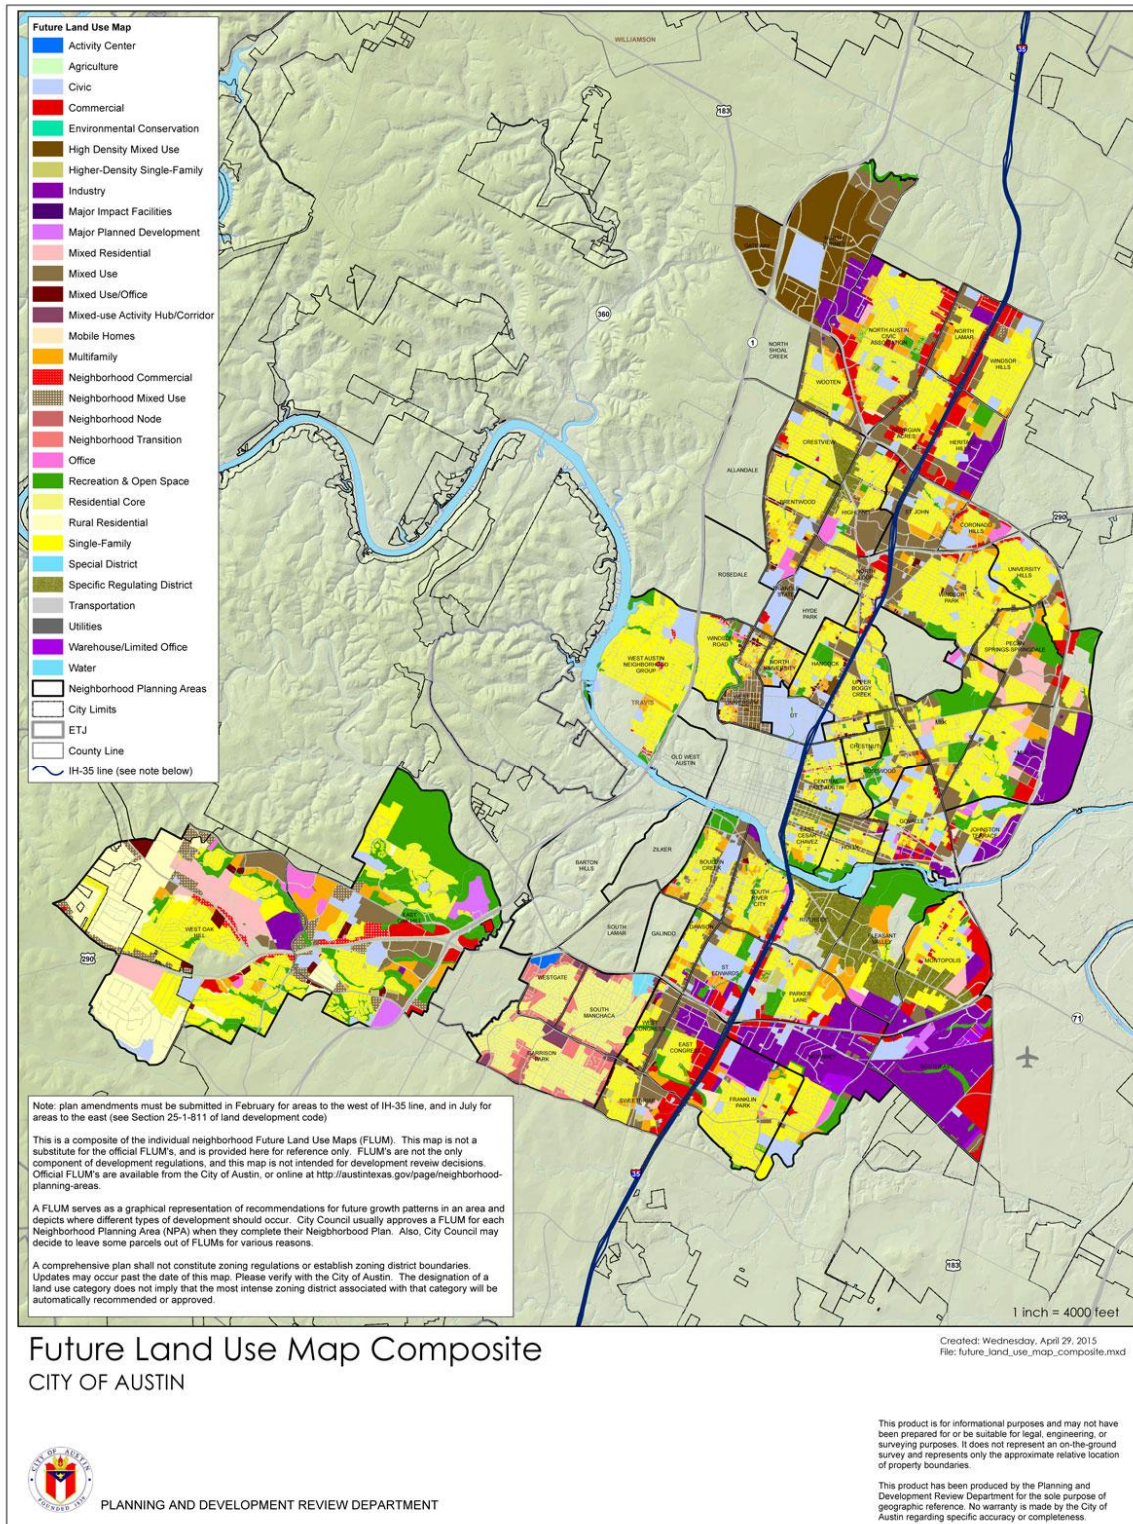 Future Land Use Map
Activity Center
Agriculture
Civic
Commercial
Environmental Conservation
High Density Mixed Use
Higher-Density Single-Family
Industry
Major Impact Facilities
Major Planned Development
Mixed Residential
Mixed Use
Mixed Use/Office
Mixed-use Activity Hub/Corridor
Mobile Homes
Multifamily
Neighborhood Commercial
Neighborhood Mixed Use
Neighborhood Node
Neighborhood Transition
Office
Recreation & Open Space
Residential Core
Rural Residential
Single-Family
Special District
Specific Regulating District
Transportation
Utilities
Warehouse/Limited Office
Water
Neighborhood Planning Areas
City Limits
ETJ
County Line
IH-35 line (see note below)
WILLIAMSON
35
183
360
1
NORTH
SHOAL
CREEK
NORTH AUSTIN
CIVIC
ASSOCIATION
NORTH
LAMAR
WINDSOR
HILLS
WOOTEN
GEORGIAN
ACRES
CRESTVIEW
ALLANDALE
BRENTWOOD
ST. JOHN
CORONADO
HILLS
290
ROSEDALE
UNIVERSITY
HILLS
WINDSOR
PARK
HYDE
PARK
PECAN
SPRINGS-SPRINGDALE
WINDSOR
ROAD
NORTH
UNIVERSITY
HANCOCK
WEST AUSTIN
NEIGHBORHOOD
GROUP
UPPER
BOGGY
CREEK
TRAVIS
UT
MLK
CHESTNUT
ROSEWOOD
OLD WEST
AUSTIN
CENTRAL
EAST AUSTIN
GOVALLE
JOHNSTON
TERRACE
EAST
CESAR
CHAVEZ
HOLLY
ZILKER
BARTON
HILLS
BOULDIN
CREEK
SOUTH
RIVER
CITY
RIVERSIDE
PLEASANT
VALLEY
MONTOPOLIS
SOUTH
LAMAR
GALINDO
DAWSON
ST.
EDWARDS
PARKER
LANE
WEST OAK
HILL
EAST
OAK HILL
290
WESTGATE
SOUTH
MANCHACA
GARRISON
PARK
WEST
CONGRESS
EAST
CONGRESS
SWEETBRIAR
FRANKLIN
PARK
71
35
183
Note: plan amendments must be submitted in February for areas to the west of IH-35 line, and in July for
areas to the east (see Section 25-1-811 of land development code)
This is a composite of the individual neighborhood Future Land Use Maps (FLUM). This map is not a
substitute for the official FLUM's, and is provided here for reference only. FLUM's are not the only
component of development regulations, and this map is not intended for development reveiw decisions.
Official FLUM's are available from the City of Austin, or online at http://austintexas.gov/page/neighborhood-
planning-areas.
A FLUM serves as a graphical representation of recommendations for future growth patterns in an area and
depicts where different types of development should occur. City Council usually approves a FLUM for each
Neighborhood Planning Area (NPA) when they complete their Neigbhorbood Plan. Also, City Council may
decide to leave some parcels out of FLUMs for various reasons.
A comprehensive plan shall not constitute zoning regulations or establish zoning district boundaries.
Updates may occur past the date of this map. Please verify with the City of Austin. The designation of a
land use category does not imply that the most intense zoning district associated with that category will be
automatically recommended or approved.
1 inch = 4000 feet
Future Land Use Map Composite
CITY OF AUSTIN
Created: Wednesday, April 29, 2015
File: future_land_use_map_composite.mxd
This product is for informational purposes and may not have
been prepared for or be suitable for legal, engineering, or
surveying purposes. It does not represent an on-the-ground
survey and represents only the approximate relative location
of property boundaries.
This product has been produced by the Planning and
Development Review Department for the sole purpose of
geographic reference. No warranty is made by the City of
Austin regarding specific accuracy or completeness.
CITY OF AUSTIN
FOUNDED 1839
PLANNING AND DEVELOPMENT REVIEW DEPARTMENT